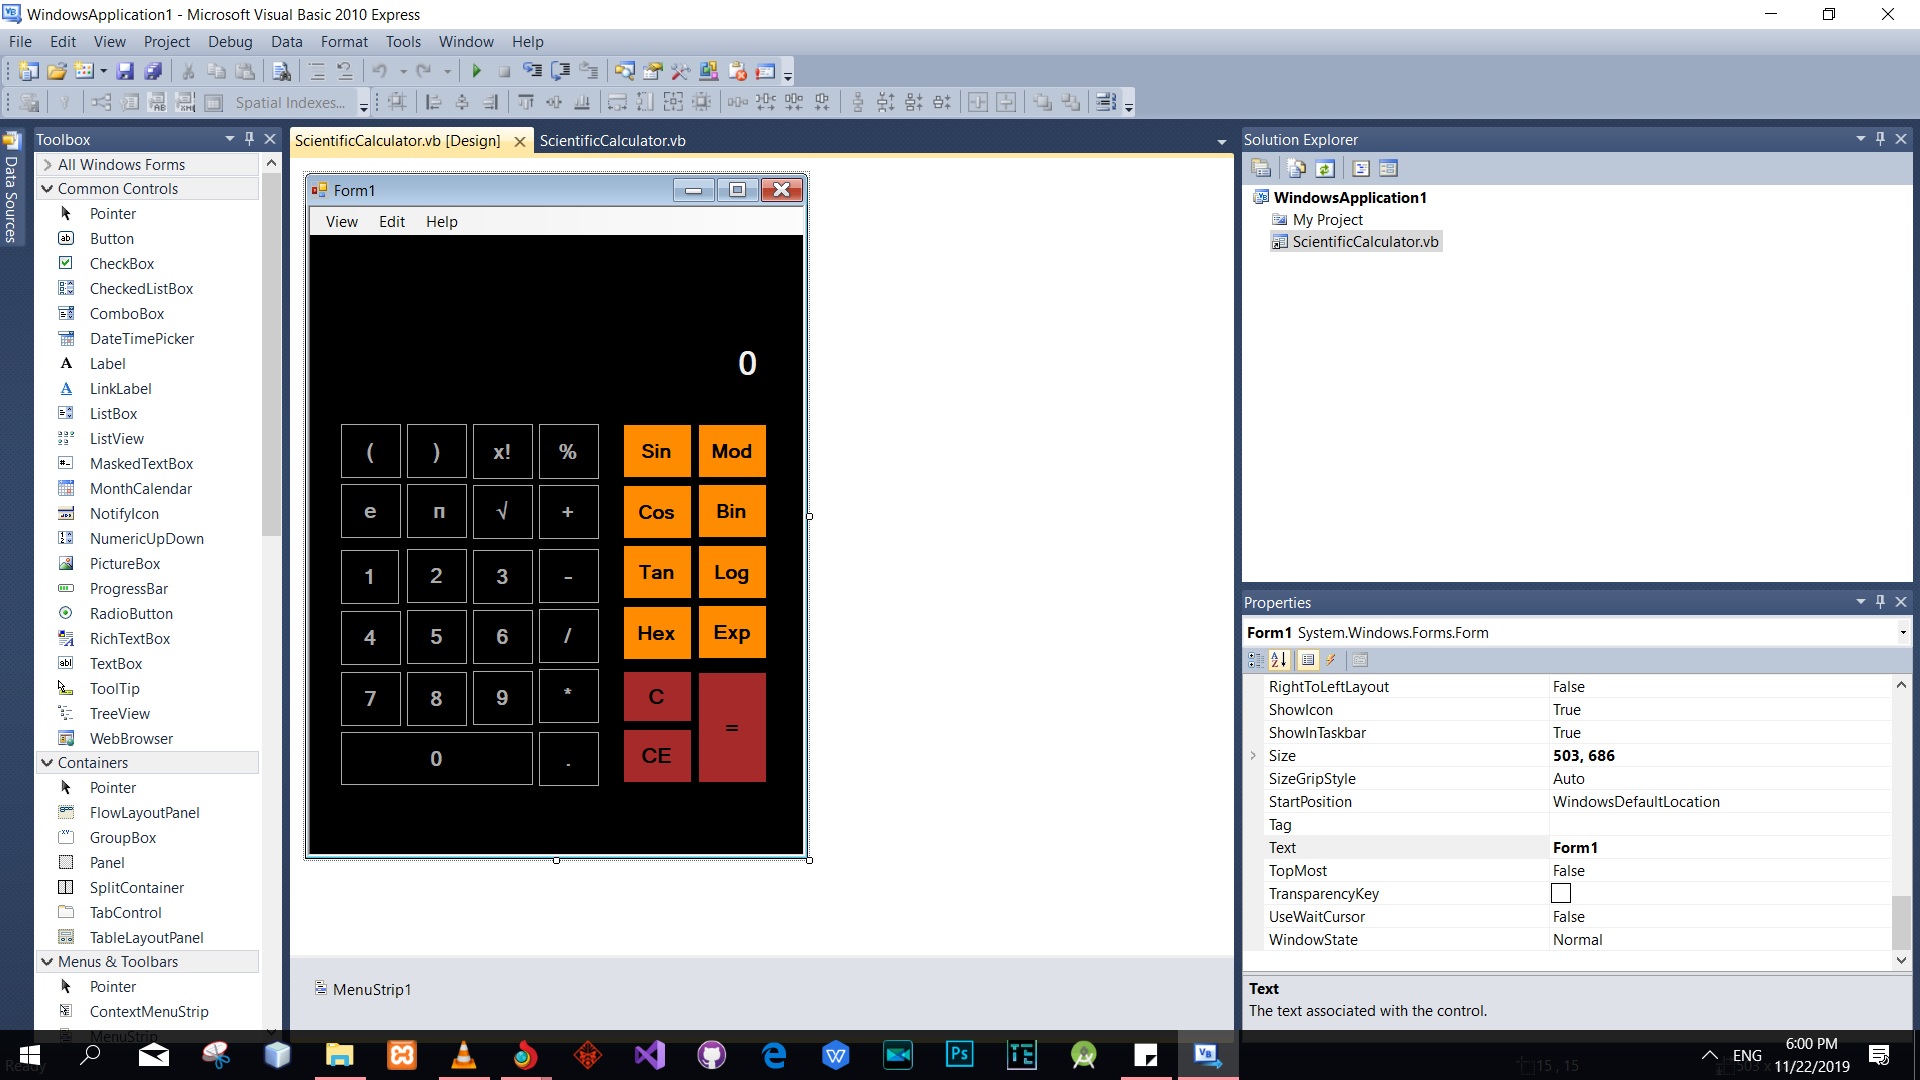 WindowsApplication1 - Microsoft Visual Basic 2010 Express
File Edit View Project Debug Data Format Tools Window Help
Spatial Indexes...
Data Sources
Toolbox
All Windows Forms
Common Controls
Pointer
Button
CheckBox
CheckedListBox
ComboBox
DateTimePicker
Label
LinkLabel
ListBox
ListView
MaskedTextBox
MonthCalendar
NotifyIcon
NumericUpDown
PictureBox
ProgressBar
RadioButton
RichTextBox
TextBox
ToolTip
TreeView
WebBrowser
Containers
Pointer
FlowLayoutPanel
GroupBox
Panel
SplitContainer
TabControl
TableLayoutPanel
Menus & Toolbars
Pointer
ContextMenuStrip
MenuStrip
ScientificCalculator.vb [Design] ScientificCalculator.vb
Form1
View Edit Help
0
( ) x! % Sin Mod
e п √ + Cos Bin
1 2 3 - Tan Log
4 5 6 / Hex Exp
7 8 9 * C =
0 . CE
MenuStrip1
Solution Explorer
WindowsApplication1
My Project
ScientificCalculator.vb
Properties
Form1 System.Windows.Forms.Form
RightToLeftLayout False
ShowIcon True
ShowInTaskbar True
Size 503, 686
SizeGripStyle Auto
StartPosition WindowsDefaultLocation
Tag
Text Form1
TopMost False
TransparencyKey
UseWaitCursor False
WindowState Normal
Text
The text associated with the control.
Ready
15 , 15
ENG
6:00 PM
11/22/2019